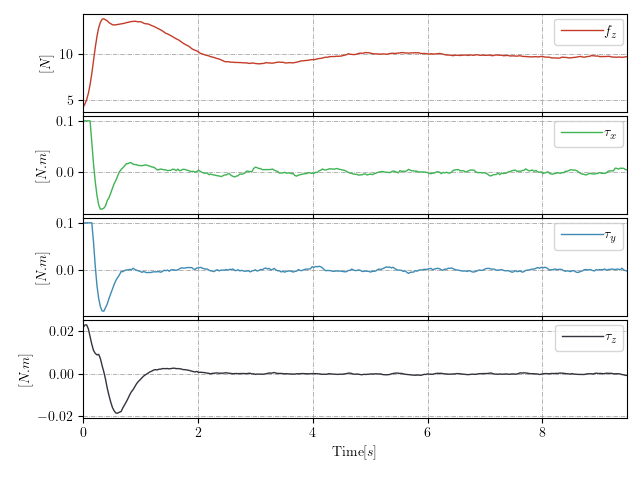 10
5
[N]
f_z
0.1
0.0
[N.m]
τ_x
0.1
0.0
[N.m]
τ_y
0.02
0.00
−0.02
[N.m]
τ_z
0 2 4 6 8
Time[s]